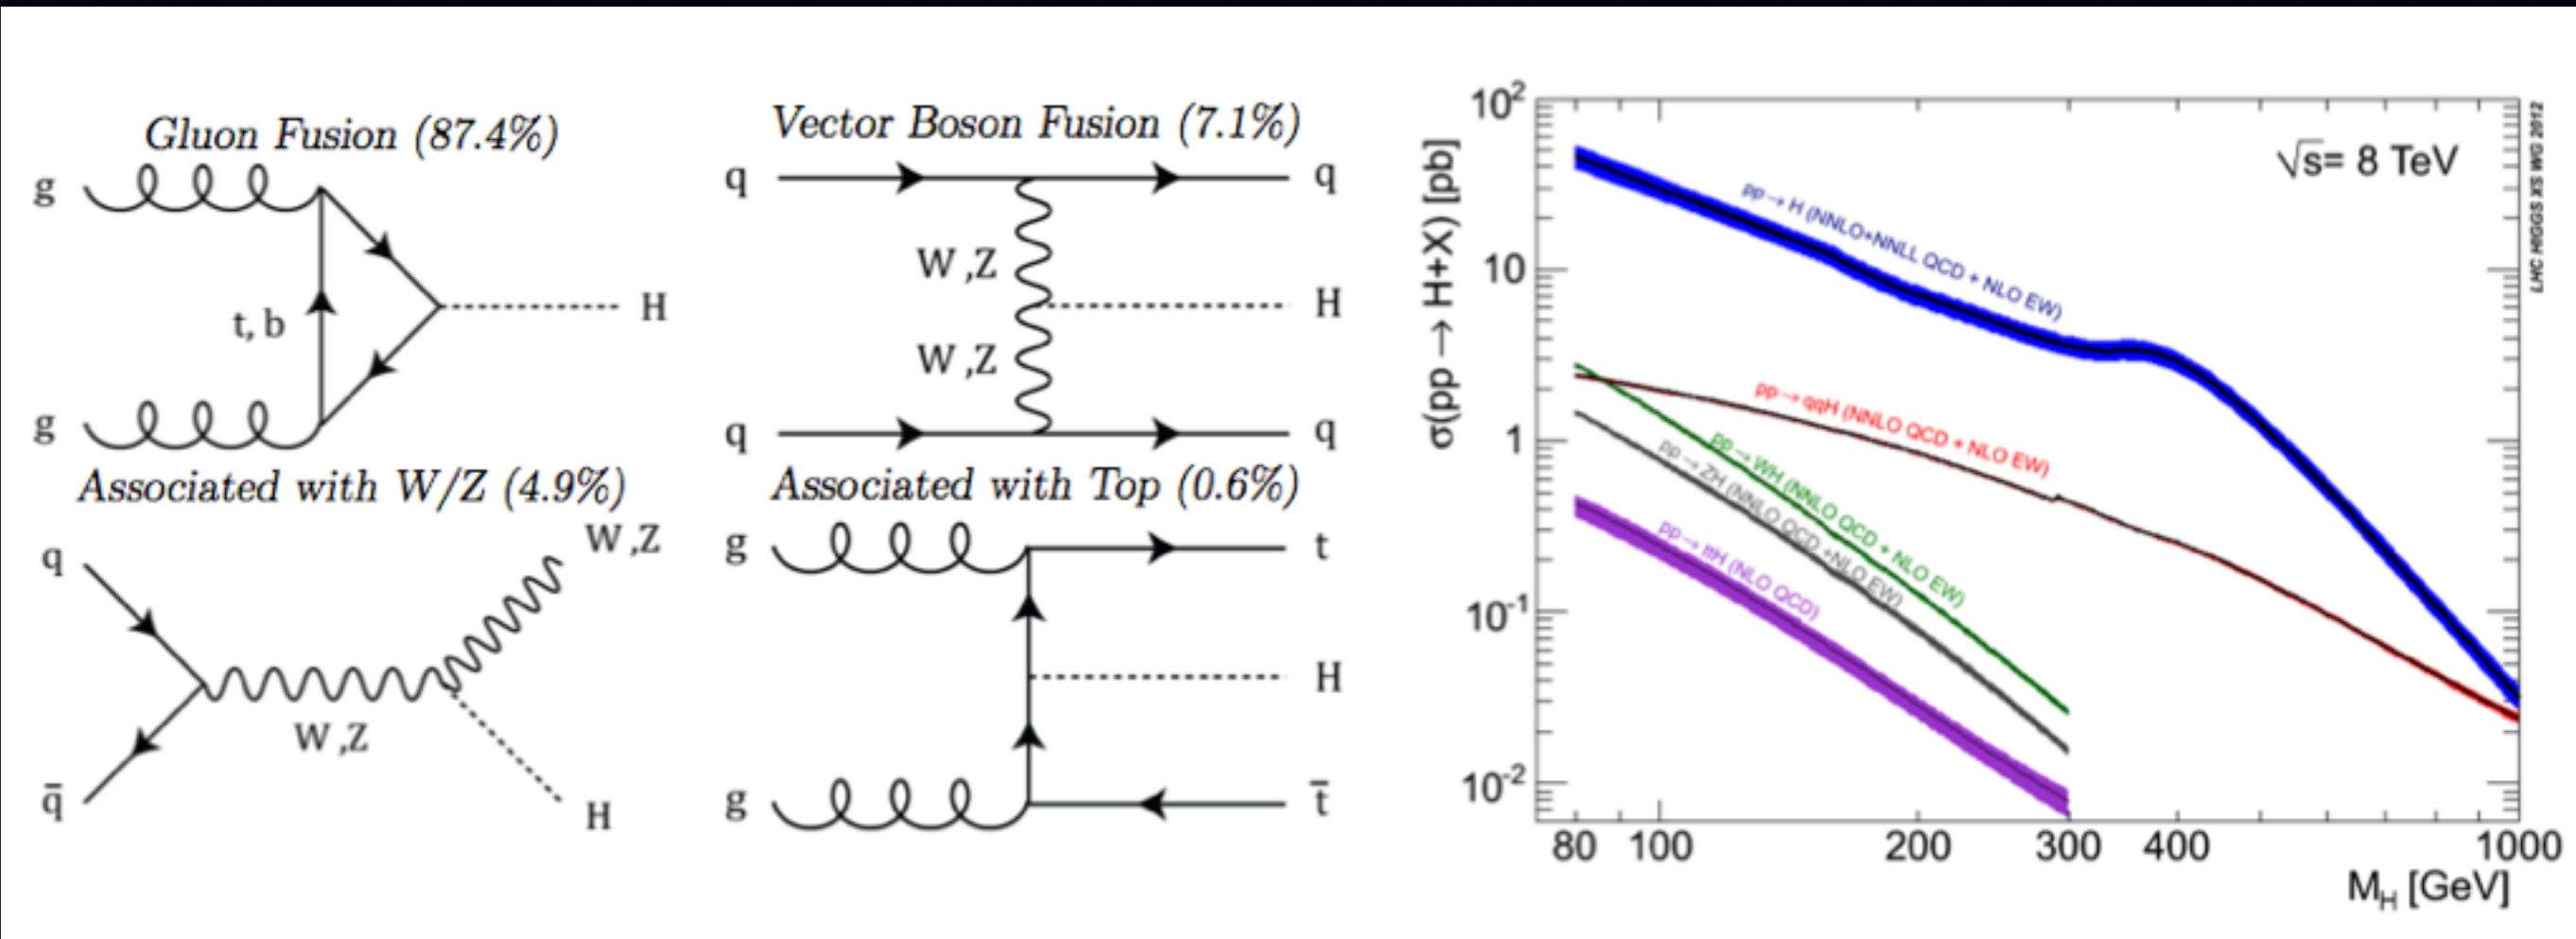 Gluon Fusion (87.4%)
g
t, b
H
g
Vector Boson Fusion (7.1%)
q
q
W ,Z
H
W ,Z
q
q
Associated with W/Z (4.9%)
q
W ,Z
W ,Z
q̄
H
Associated with Top (0.6%)
g
t
H
g
t̄
σ(pp → H+X) [pb]
10²
10
1
10⁻¹
10⁻²
√s= 8 TeV
LHC HIGGS XS WG 2012
pp → H (NNLO+NNLL QCD + NLO EW)
pp → qqH (NNLO QCD + NLO EW)
pp → WH (NNLO QCD + NLO EW)
pp → ZH (NNLO QCD +NLO EW)
pp → ttH (NLO QCD)
80 100 200 300 400 1000
M_H [GeV]